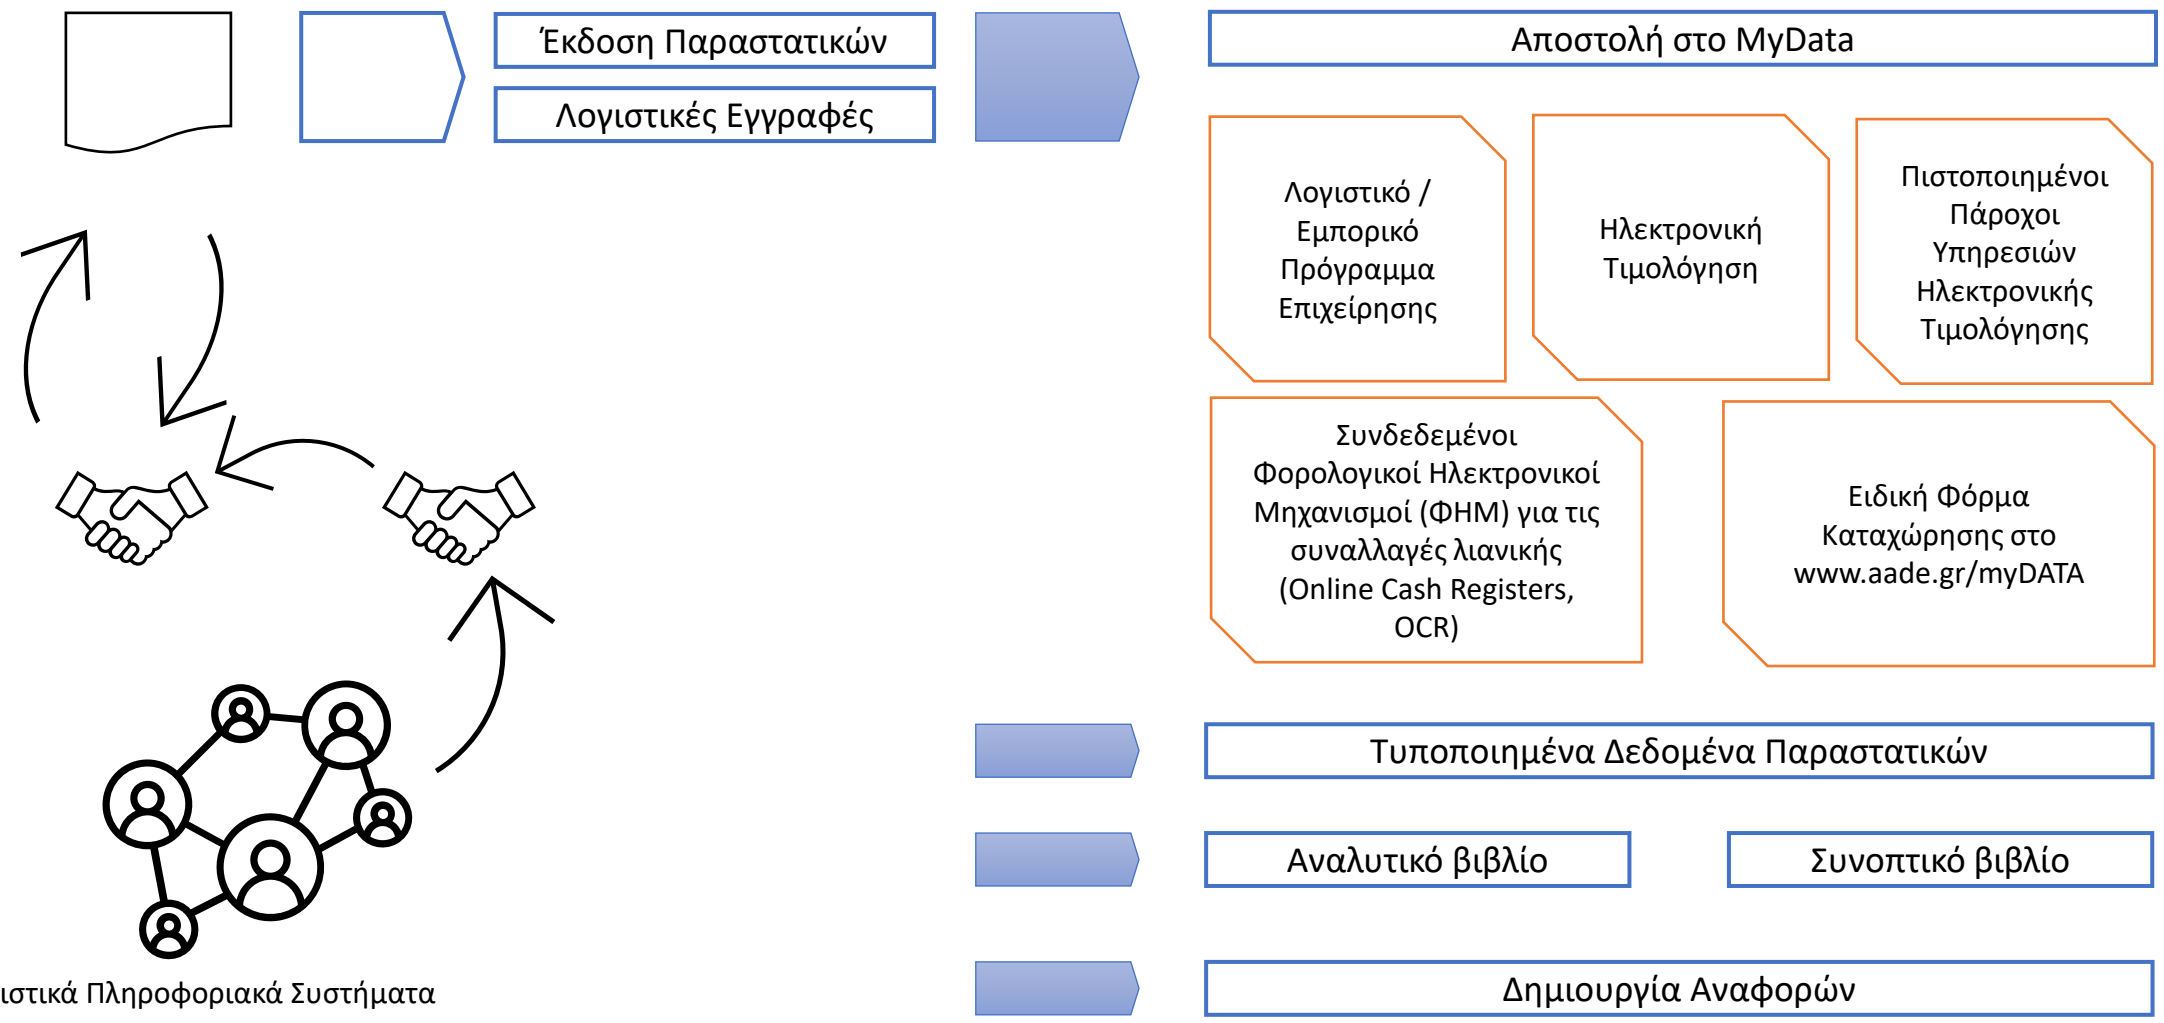 Έκδοση Παραστατικών
Λογιστικές Εγγραφές
Αποστολή στο MyData
Λογιστικό /
Εμπορικό
Πρόγραμμα
Επιχείρησης
Ηλεκτρονική
Τιμολόγηση
Πιστοποιημένοι
Πάροχοι
Υπηρεσιών
Ηλεκτρονικής
Τιμολόγησης
Συνδεδεμένοι
Φορολογικοί Ηλεκτρονικοί
Μηχανισμοί (ΦΗΜ) για τις
συναλλαγές λιανικής
(Online Cash Registers,
OCR)
Ειδική Φόρμα
Καταχώρησης στο
www.aade.gr/myDATA
Τυποποιημένα Δεδομένα Παραστατικών
Αναλυτικό βιβλίο
Συνοπτικό βιβλίο
Δημιουργία Αναφορών
ιστικά Πληροφοριακά Συστήματα